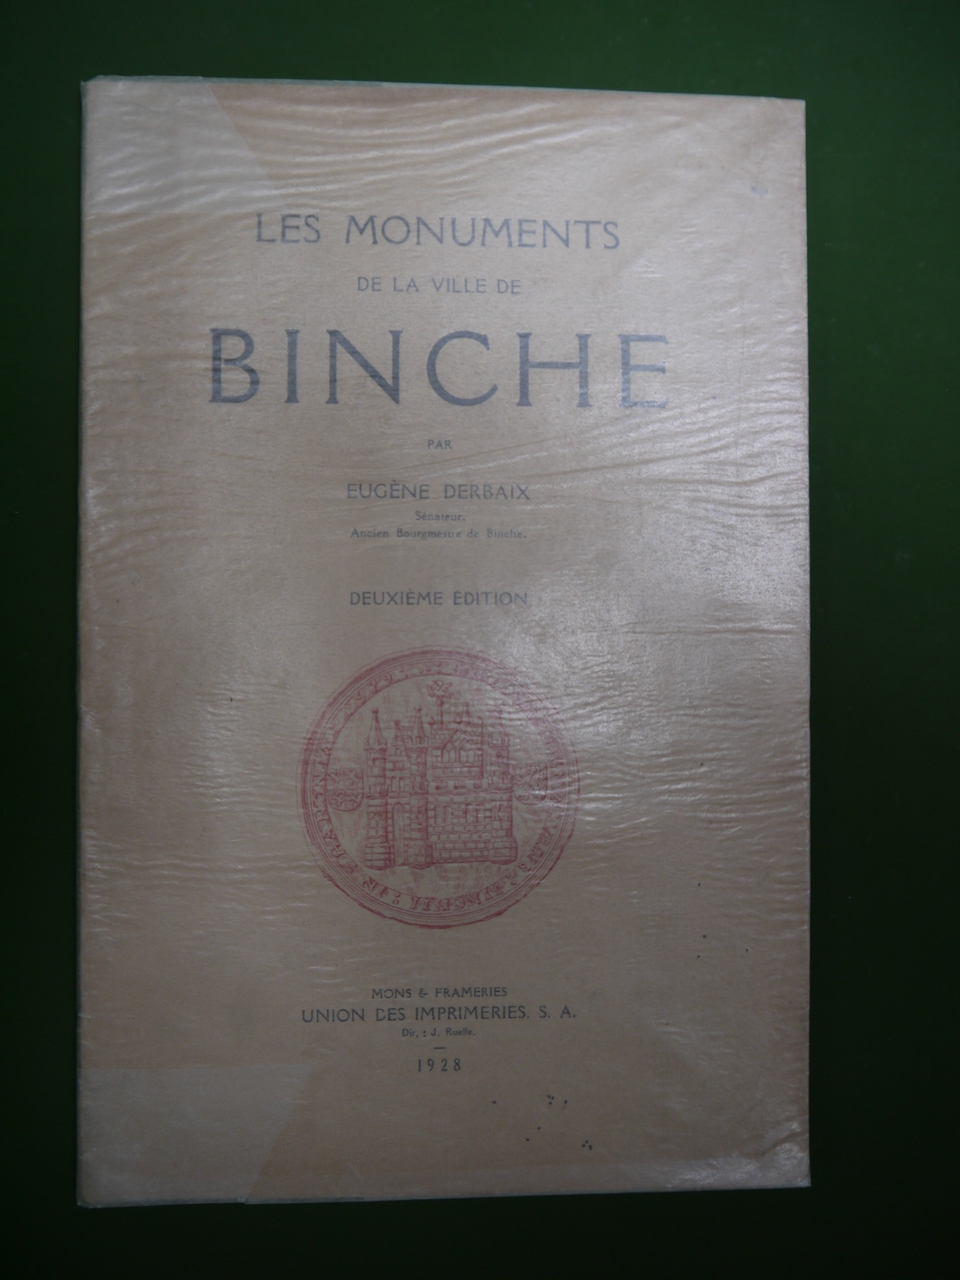 LES MONUMENTS
DE LA VILLE DE
BINCHE
PAR
EUGÈNE DERBAIX
Sénateur,
Ancien Bourgmestre de Binche.
DEUXIÈME ÉDITION
MONS & FRAMERIES
UNION DES IMPRIMERIES, S. A.
Dir. : J. Ruelle.
1928